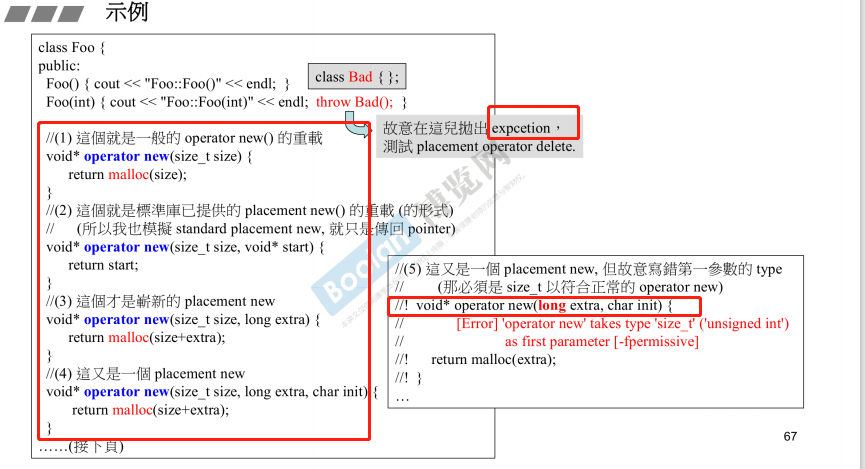 示例
class Foo {
public:
Foo() { cout << "Foo::Foo()" << endl; }
class Bad { };
Foo(int) { cout << "Foo::Foo(int)" << endl; throw Bad(); }
故意在這兒拋出 expcetion，
測試 placement operator delete.
//(1) 這個就是一般的 operator new() 的重載
void* operator new(size_t size) {
return malloc(size);
}
//(2) 這個就是標準庫已提供的 placement new() 的重載 (的形式)
// (所以我也模擬 standard placement new, 就只是傳回 pointer)
void* operator new(size_t size, void* start) {
return start;
}
//(3) 這個才是嶄新的 placement new
void* operator new(size_t size, long extra) {
return malloc(size+extra);
}
//(4) 這又是一個 placement new
void* operator new(size_t size, long extra, char init) {
return malloc(size+extra);
}
……(接下頁)
//(5) 這又是一個 placement new, 但故意寫錯第一參數的 type
// (那必須是 size_t 以符合正常的 operator new)
//! void* operator new(long extra, char init) {
// [Error] 'operator new' takes type 'size_t' ('unsigned int')
// as first parameter [-fpermissive]
//! return malloc(extra);
//! }
…
Boolan 博览网
67